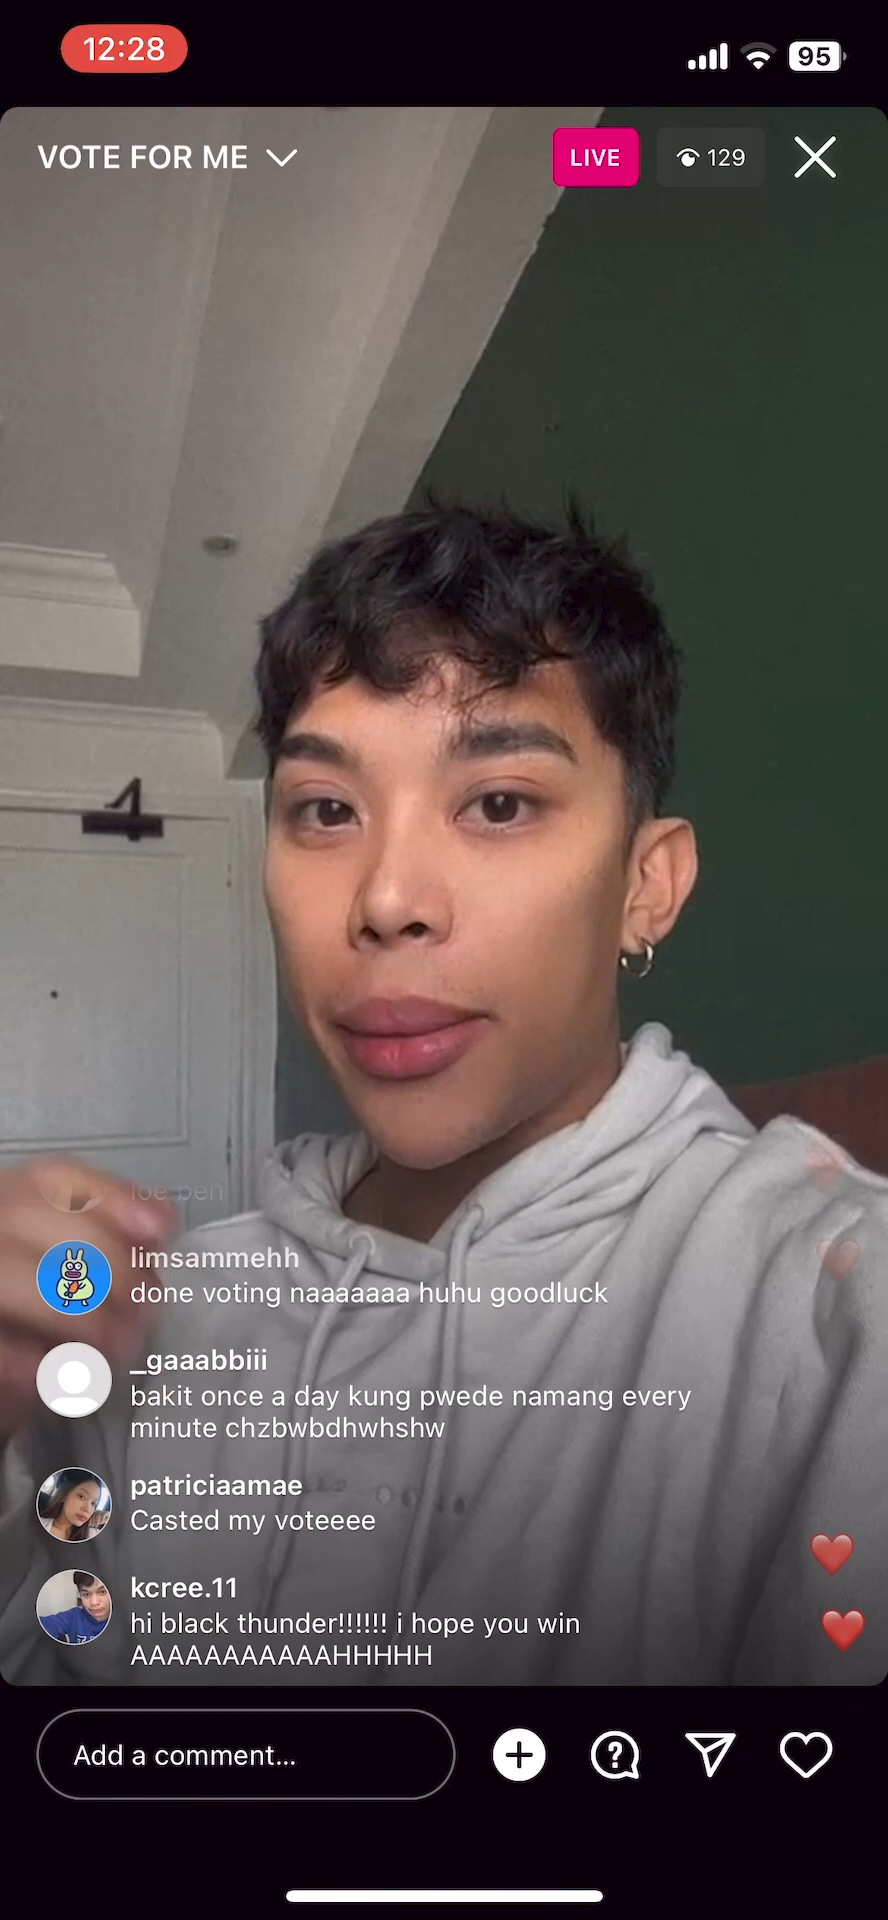 12:28
95
VOTE FOR ME
LIVE
129
limsammehh
done voting naaaaaaa huhu goodluck
_gaaabbiii
bakit once a day kung pwede namang every
minute chzbwbdhwhshw
patriciaamae
Casted my voteeee
kcree.11
hi black thunder!!!!!! i hope you win
AAAAAAAAAAAHHHHH
Add a comment...